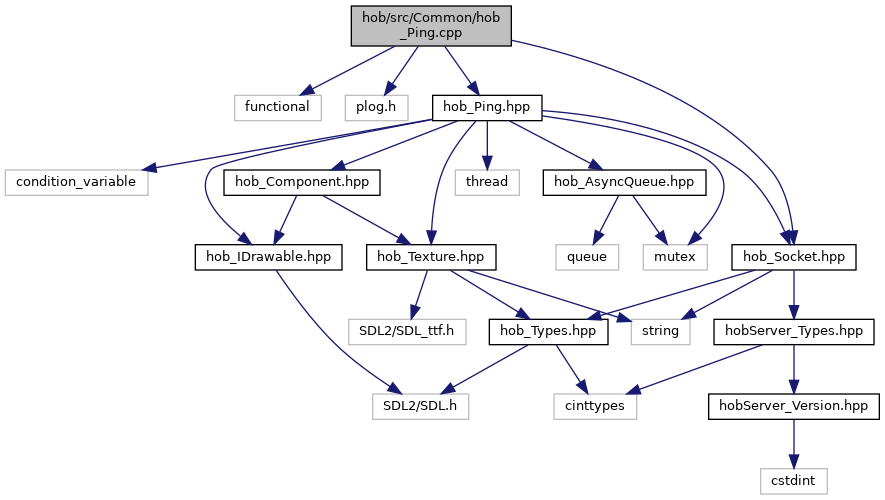 hob/src/Common/hob
_Ping.cpp
functional
plog.h
hob_Ping.hpp
condition_variable
hob_Component.hpp
thread
hob_AsyncQueue.hpp
hob_IDrawable.hpp
hob_Texture.hpp
queue
mutex
hob_Socket.hpp
SDL2/SDL_ttf.h
hob_Types.hpp
string
hobServer_Types.hpp
SDL2/SDL.h
cinttypes
hobServer_Version.hpp
cstdint